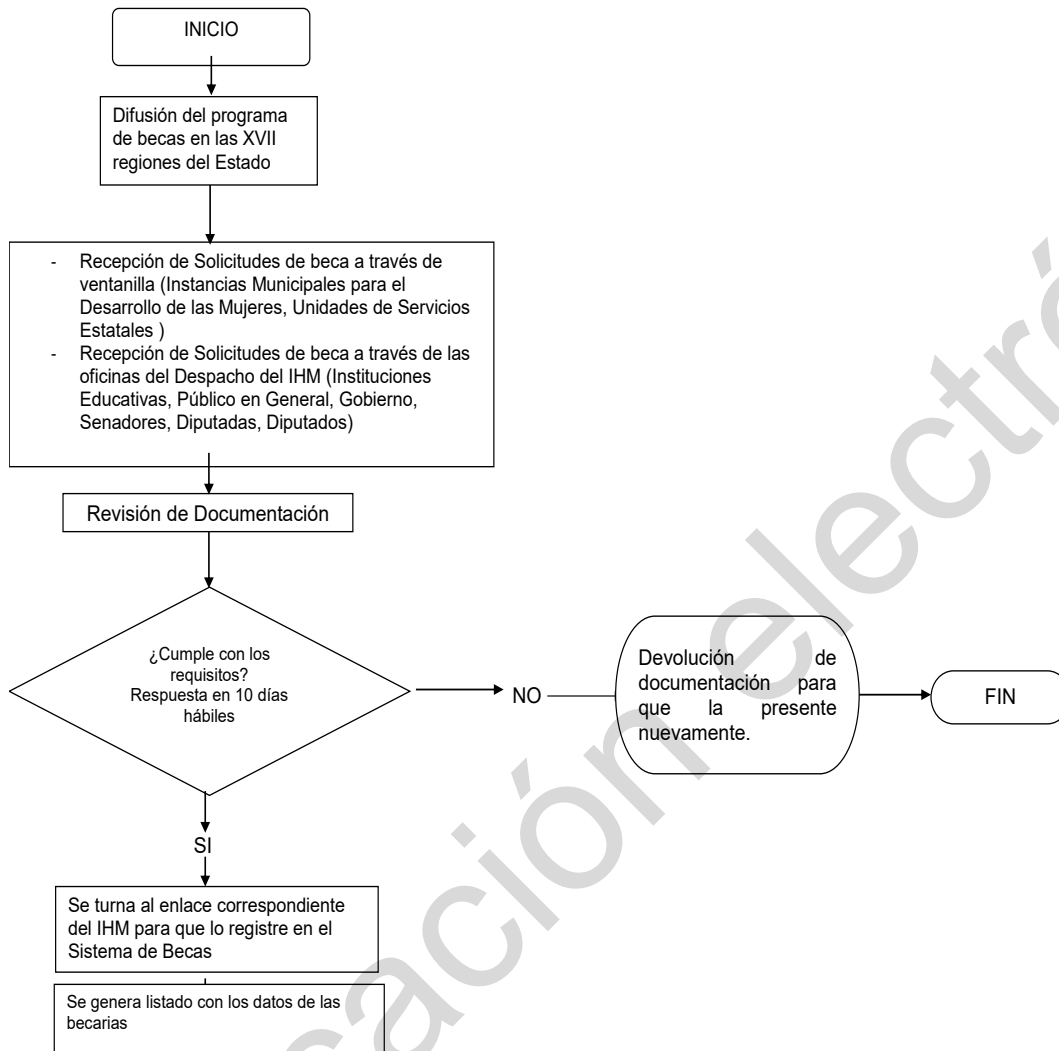 INICIO
Difusión del programa
de becas en las XVII
regiones del Estado
- Recepción de Solicitudes de beca a través de
ventanilla (Instancias Municipales para el
Desarrollo de las Mujeres, Unidades de Servicios
Estatales )
- Recepción de Solicitudes de beca a través de las
oficinas del Despacho del IHM (Instituciones
Educativas, Público en General, Gobierno,
Senadores, Diputadas, Diputados)
Revisión de Documentación
¿Cumple con los
requisitos?
Respuesta en 10 días
hábiles
NO
Devolución de
documentación para
que la presente
nuevamente.
FIN
SI
Se turna al enlace correspondiente
del IHM para que lo registre en el
Sistema de Becas
Se genera listado con los datos de las
becarias